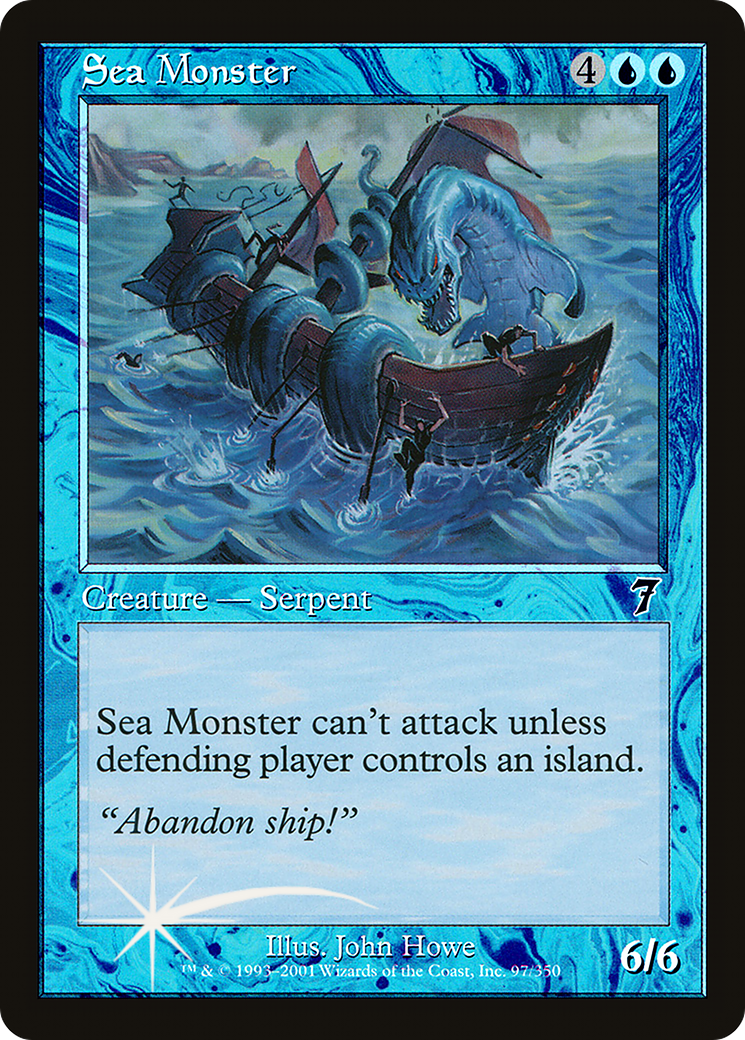 Sea Monster 4
Creature — Serpent 7
Sea Monster can't attack unless
defending player controls an island.
"Abandon ship!"
Illus. John Howe
™ & © 1993–2001 Wizards of the Coast, Inc. 97/350
6/6